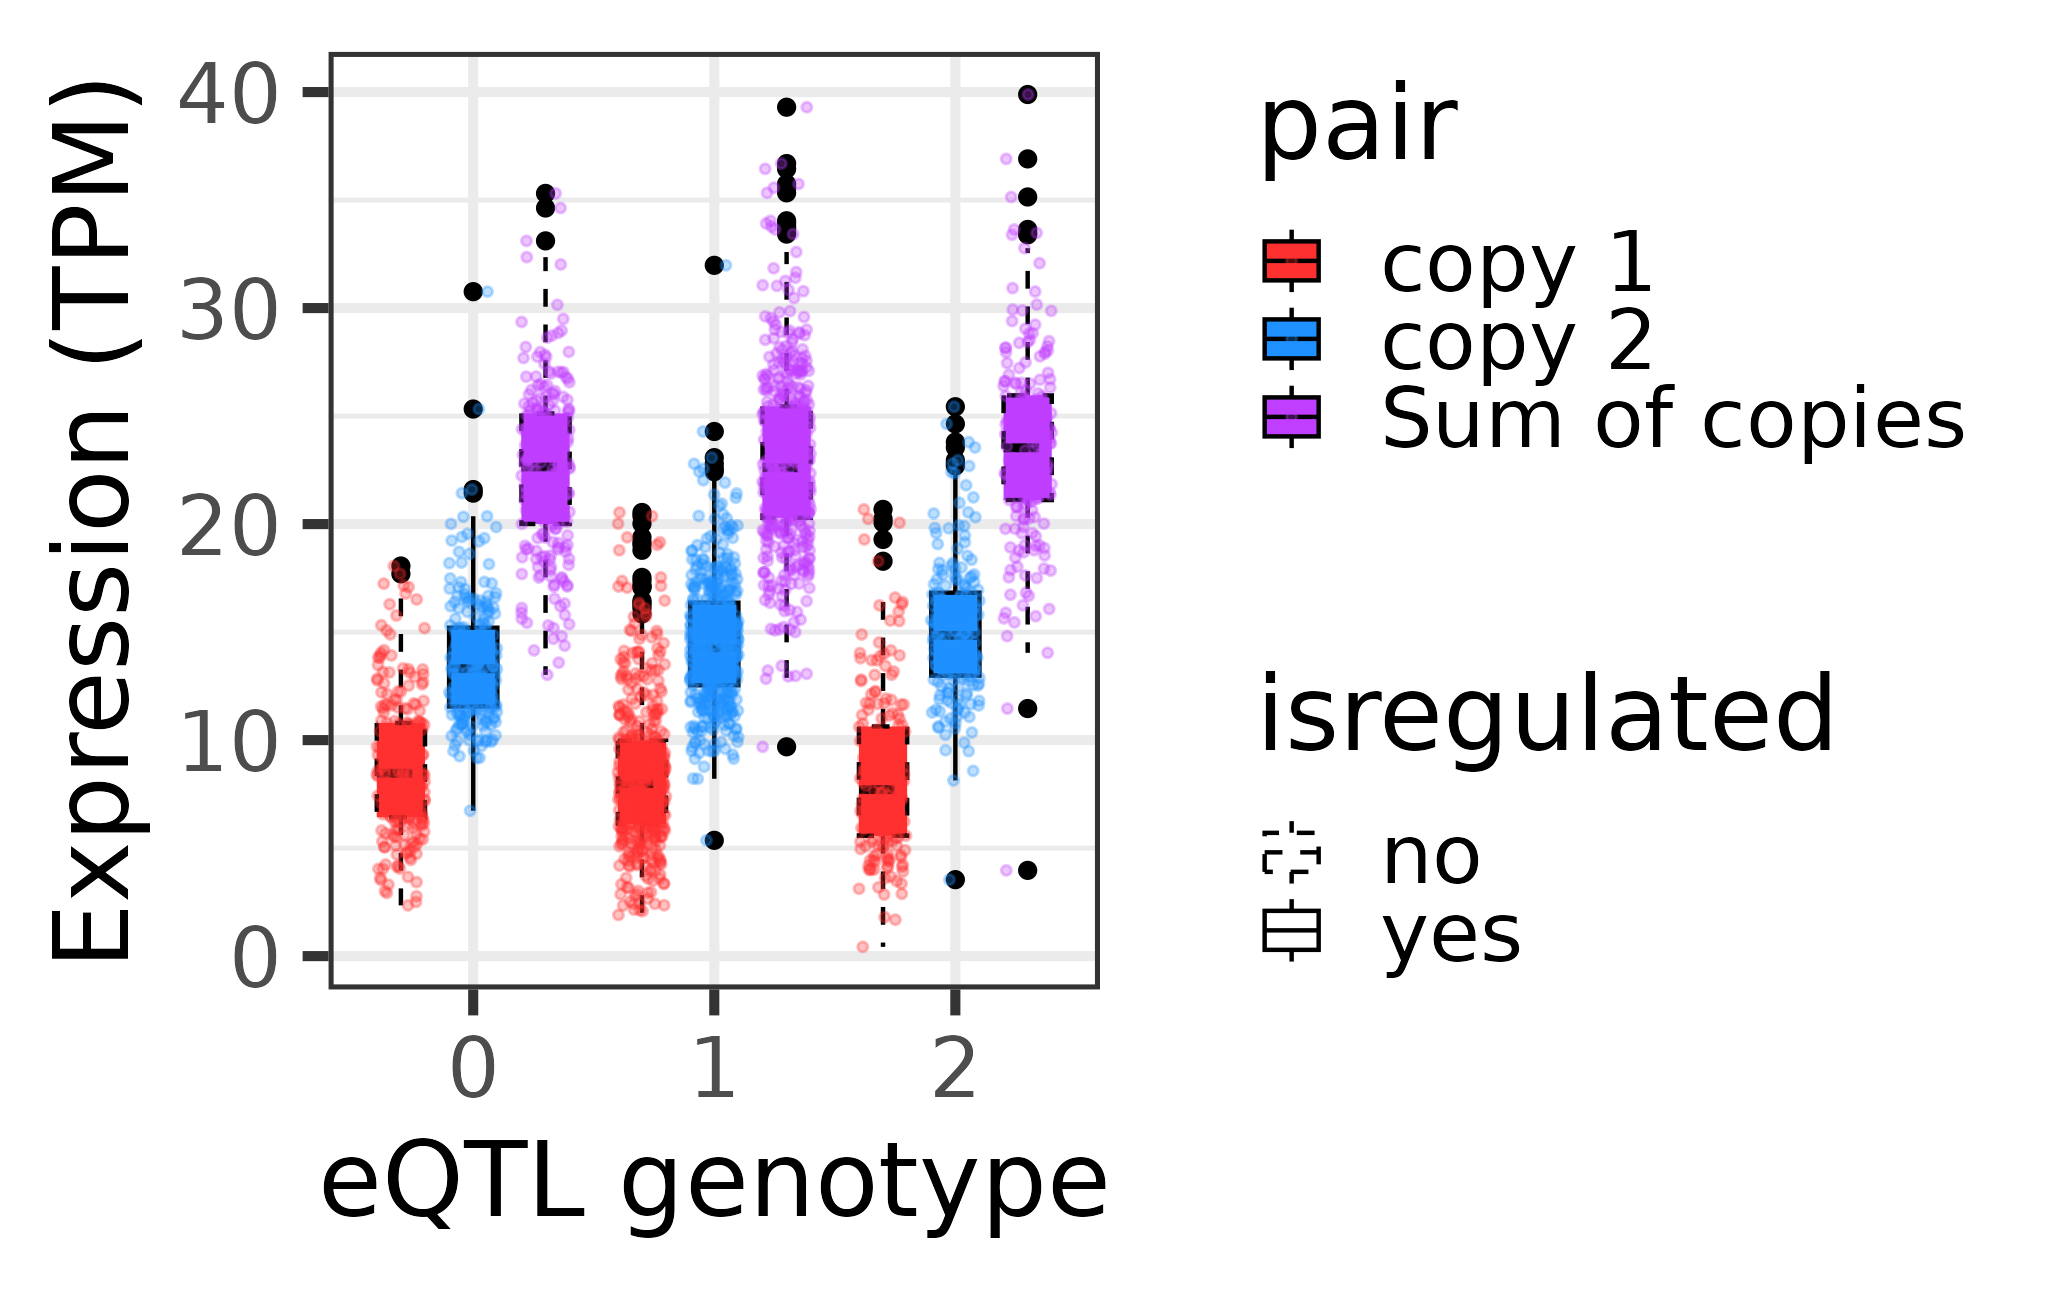 Expression (TPM)
40
30
20
10
0
0 1 2
eQTL genotype
pair
copy 1
copy 2
Sum of copies
isregulated
no
yes